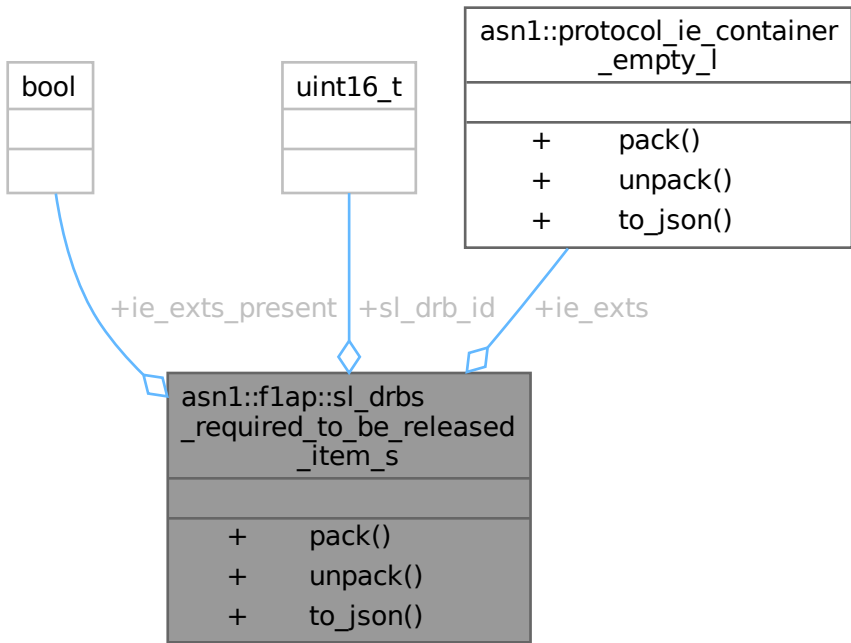 asn1::protocol_ie_container
_empty_l
bool
uint16_t
+ pack()
+ unpack()
+ to_json()
+ie_exts_present
+sl_drb_id
+ie_exts
asn1::f1ap::sl_drbs
_required_to_be_released
_item_s
+ pack()
+ unpack()
+ to_json()